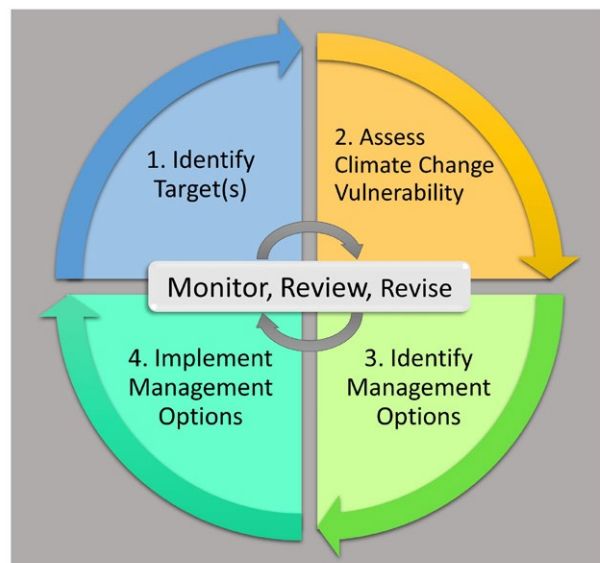 1. Identify
Target(s)
2. Assess
Climate Change
Vulnerability
Monitor, Review, Revise
4. Implement
Management
Options
3. Identify
Management
Options